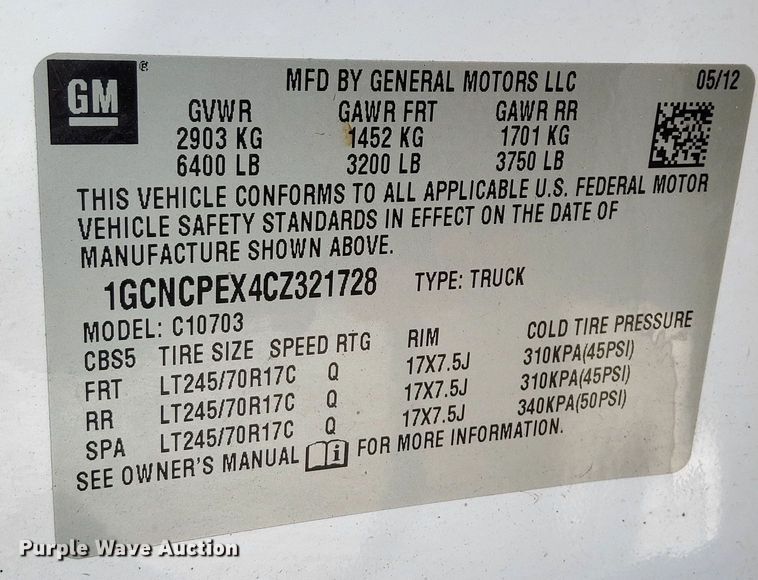 GM®
MFD BY GENERAL MOTORS LLC 05/12
GVWR GAWR FRT GAWR RR
2903 KG 1452 KG 1701 KG
6400 LB 3200 LB 3750 LB
THIS VEHICLE CONFORMS TO ALL APPLICABLE U.S. FEDERAL MOTOR
VEHICLE SAFETY STANDARDS IN EFFECT ON THE DATE OF
MANUFACTURE SHOWN ABOVE.
1GCNCPEX4CZ321728 TYPE: TRUCK
MODEL: C10703
CBS5 TIRE SIZE SPEED RTG RIM COLD TIRE PRESSURE
FRT LT245/70R17C Q 17X7.5J 310KPA(45PSI)
RR LT245/70R17C Q 17X7.5J 310KPA(45PSI)
SPA LT245/70R17C Q 17X7.5J 340KPA(50PSI)
SEE OWNER'S MANUAL i FOR MORE INFORMATION.
Purple Wave Auction